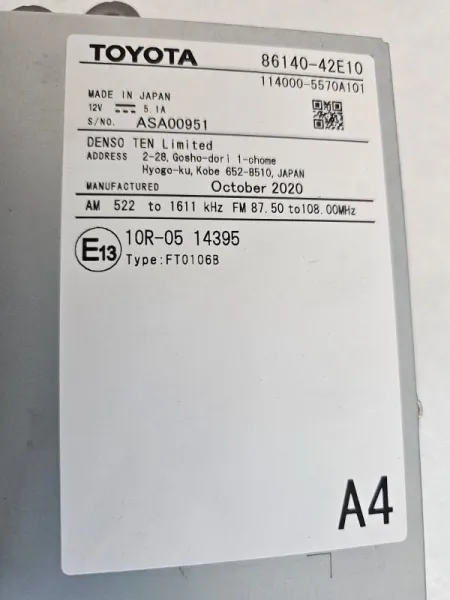 TOYOTA 86140-42E10
114000-5570A101
MADE IN JAPAN
12V ⎓ 5.1A
S/NO. ASA00951
DENSO TEN Limited
ADDRESS 2-28, Gosho-dori 1-chome
Hyogo-ku, Kobe 652-8510, JAPAN
MANUFACTURED October 2020
AM 522 to 1611 kHz FM 87.50 to108.00MHz
E13 10R-05 14395
Type:FT0106B
A4